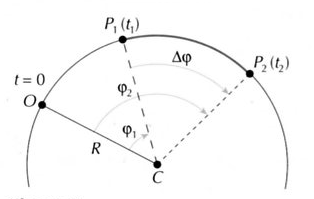 P₁ (t₁)
Δφ
P₂ (t₂)
t = 0
φ₂
O
φ₁
R
C